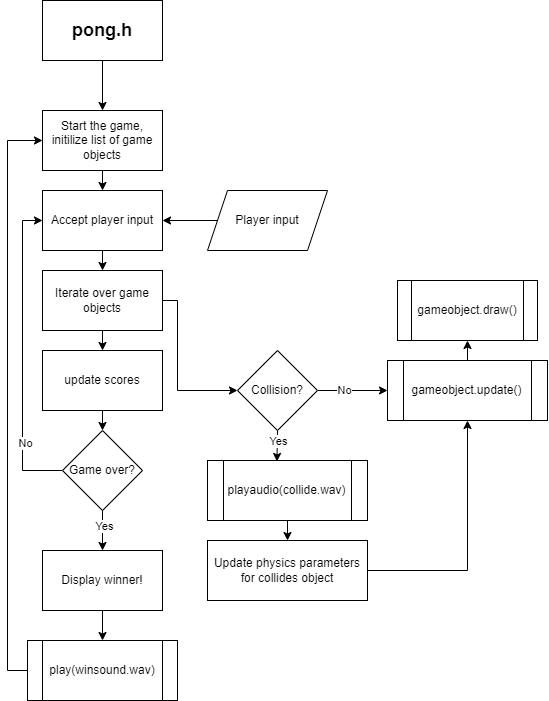 pong.h
Start the game,
initilize list of game
objects
Accept player input
Player input
Iterate over game
objects
gameobject.draw()
update scores
Collision?
No
gameobject.update()
No
Yes
Game over?
playaudio(collide.wav)
Yes
Update physics parameters
for collides object
Display winner!
play(winsound.wav)